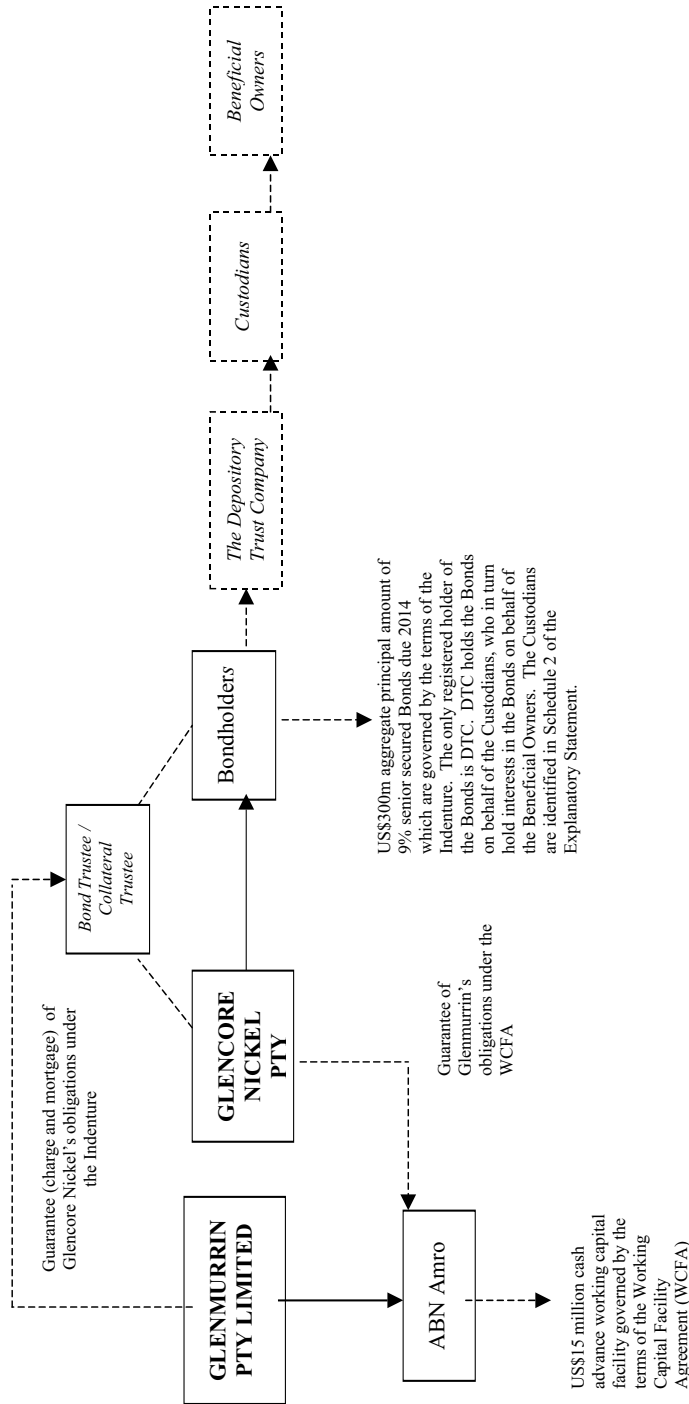 Guarantee (charge and mortgage) of
Glencore Nickel's obligations under
the Indenture
Bond Trustee /
Collateral
Trustee
GLENMURRIN
PTY LIMITED
GLENCORE
NICKEL
PTY
Bondholders
The Depository
Trust Company
Custodians
Beneficial
Owners
ABN Amro
Guarantee of
Glenmurrin's
obligations under the
WCFA
US$300m aggregate principal amount of
9% senior secured Bonds due 2014
which are governed by the terms of the
Indenture. The only registered holder of
the Bonds is DTC. DTC holds the Bonds
on behalf of the Custodians, who in turn
hold interests in the Bonds on behalf of
the Beneficial Owners. The Custodians
are identified in Schedule 2 of the
Explanatory Statement.
US$15 million cash
advance working capital
facility governed by the
terms of the Working
Capital Facility
Agreement (WCFA)